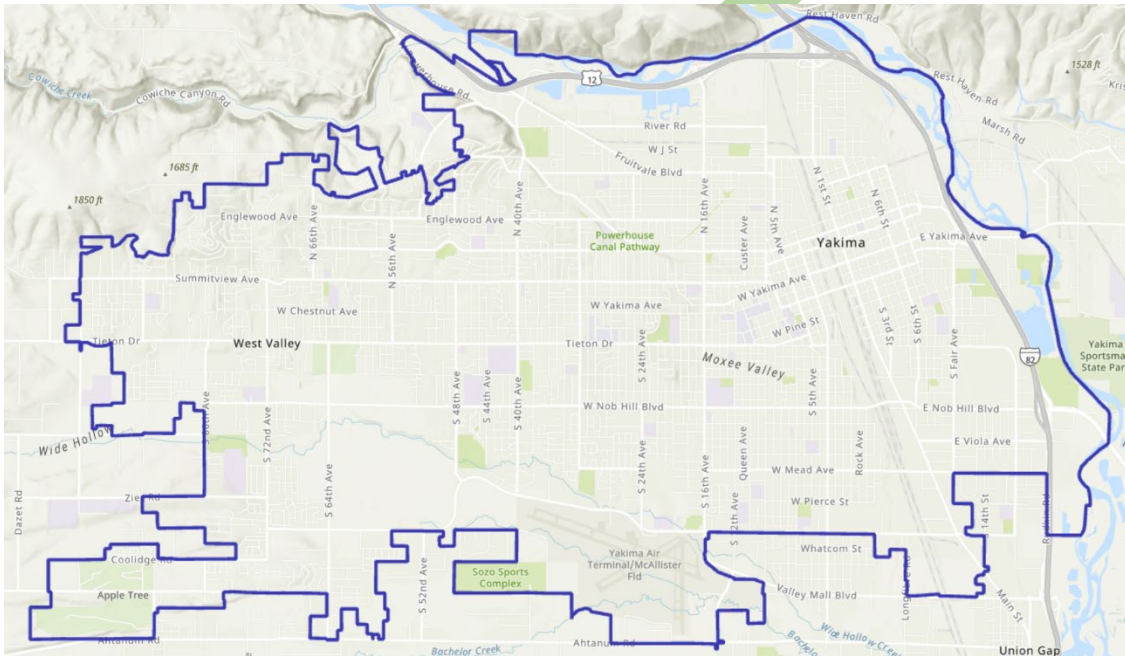 Rest Haven Rd
1528 ft
Powerhouse Rd
12
Cowiche Creek
Cowiche Canyon Rd
Rest Haven Rd
Marsh Rd
River Rd
W J St
Fruitvale Blvd
1685 ft
1850 ft
N 40th Ave
N 16th Ave
N 1st St
N 6th St
Englewood Ave
Englewood Ave
N 66th Ave
N 56th Ave
Powerhouse
Canal Pathway
Custer Ave
N 5th Ave
Yakima
E Yakima Ave
Summitview Ave
W Yakima Ave
W Yakima Ave
W Chestnut Ave
W Pine St
S 3rd St
S 6th St
S Fair Ave
Tieton Dr
West Valley
Tieton Dr
S 24th Ave
Moxee Valley
82
Yakima
Sportsma
State Par
S 48th Ave
S 44th Ave
S 40th Ave
S 5th Ave
W Nob Hill Blvd
E Nob Hill Blvd
Wide Hollow
S 72nd Ave
E Viola Ave
S 24th Ave
S 16th Ave
Queen Ave
Rock Ave
W Mead Ave
Dazet Rd
S 64th Ave
W Pierce St
S 14th St
Whatcom St
Coolidge Rd
Yakima Air
Terminal/McAllister
Fld
Sozo Sports
Complex
S 52nd Ave
Apple Tree
Valley Mall Blvd
Main St
Ahtanum Rd
Ahtanum Rd
Bachelor Creek
Wide Hollow Creek
Union Gap